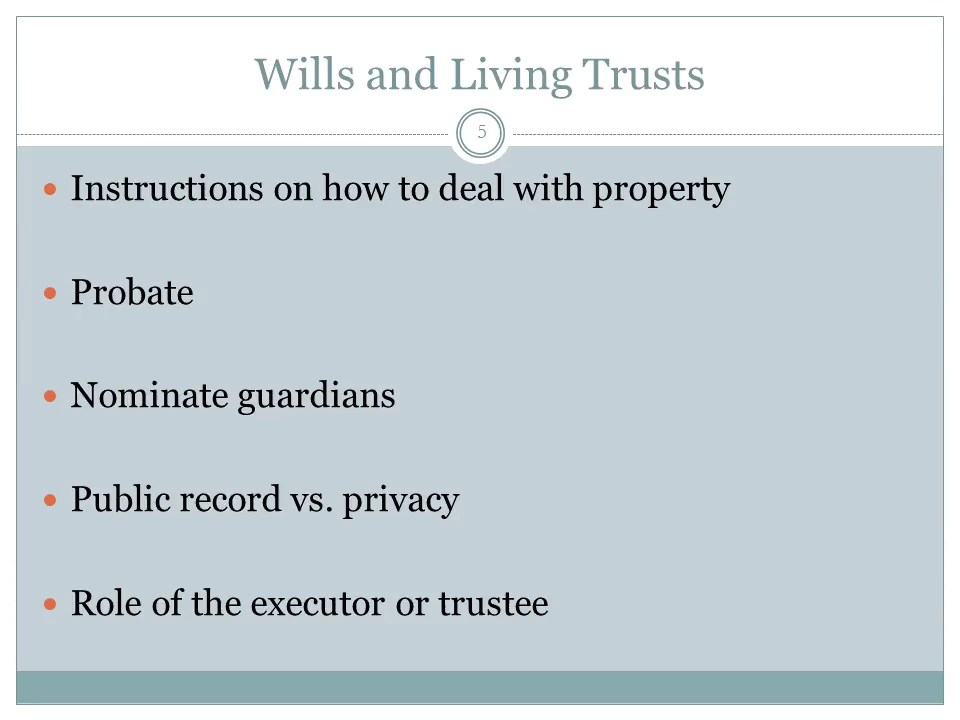 Wills and Living Trusts
5
• Instructions on how to deal with property
• Probate
• Nominate guardians
• Public record vs. privacy
• Role of the executor or trustee